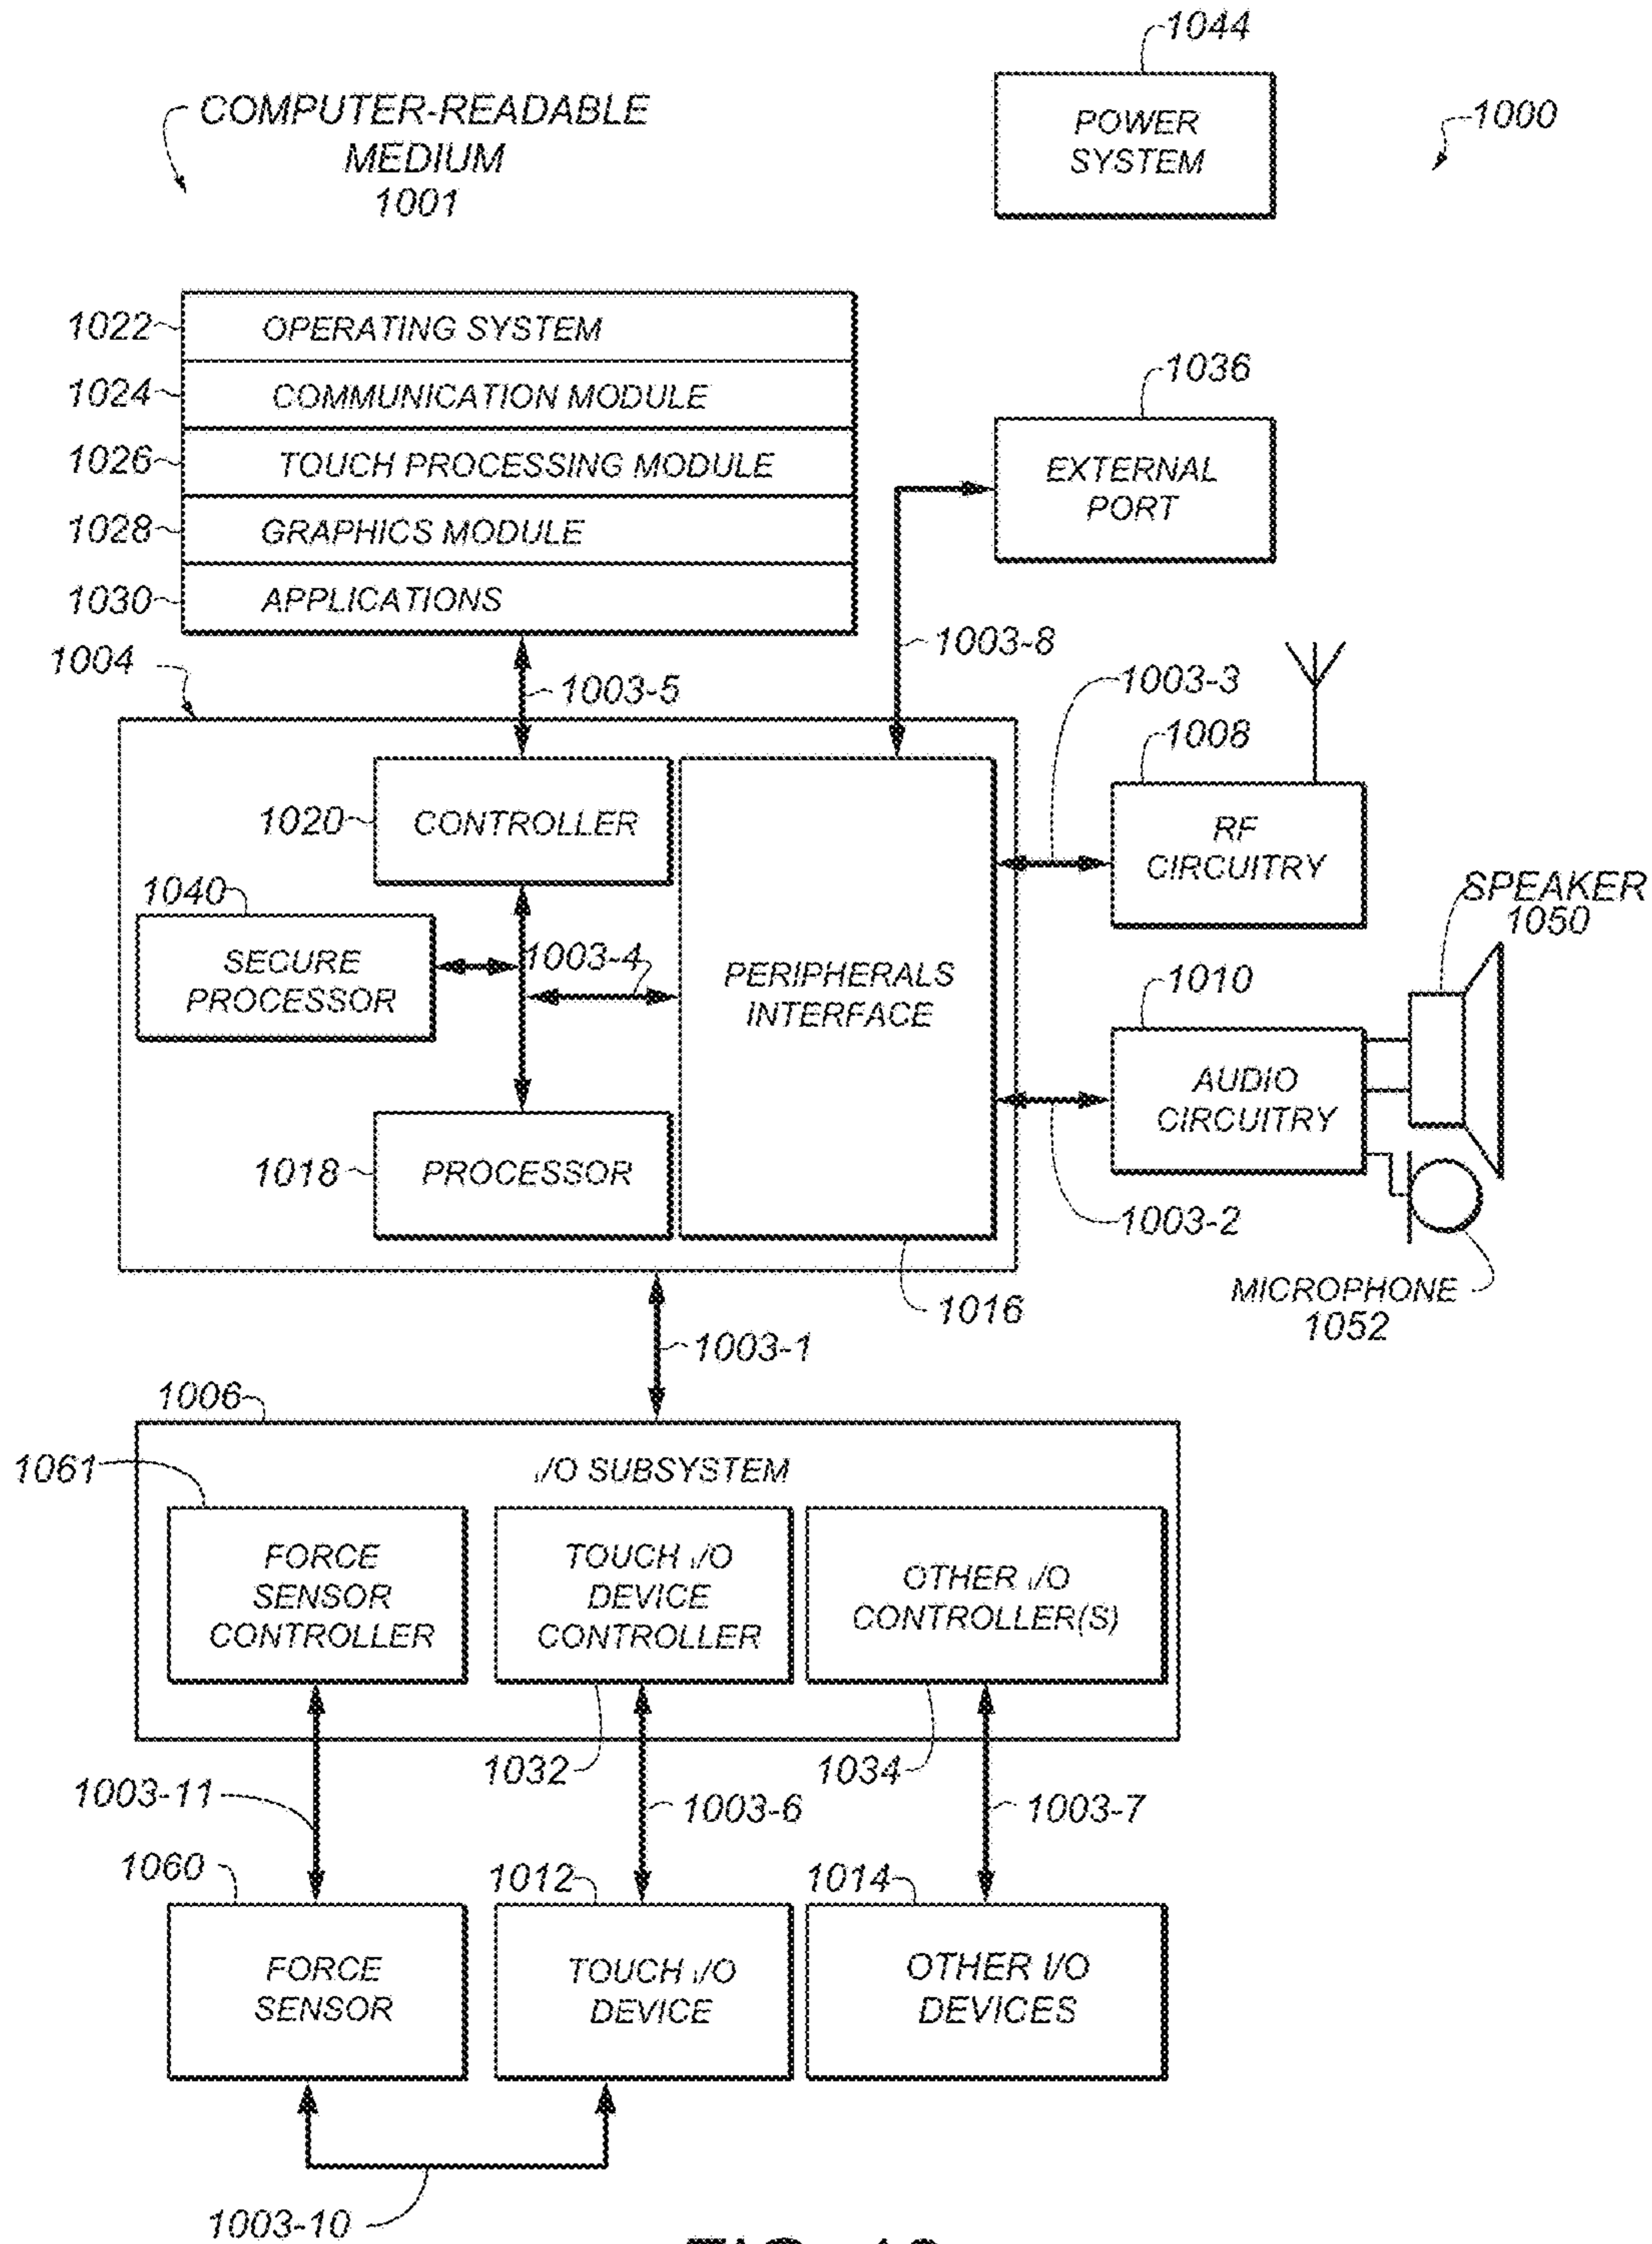 1044
COMPUTER-READABLE
MEDIUM
1001
POWER
SYSTEM
1000
1022
OPERATING SYSTEM
1024
COMMUNICATION MODULE
1026
TOUCH PROCESSING MODULE
1028
GRAPHICS MODULE
1030
APPLICATIONS
1036
EXTERNAL
PORT
1004
1003-5
1003-8
1003-3
1008
1020
CONTROLLER
RF
CIRCUITRY
1040
SECURE
PROCESSOR
1003-4
PERIPHERALS
INTERFACE
SPEAKER
1050
1010
AUDIO
CIRCUITRY
1018
PROCESSOR
1003-2
1016
MICROPHONE
1052
1003-1
1006
1061
I/O SUBSYSTEM
FORCE
SENSOR
CONTROLLER
TOUCH I/O
DEVICE
CONTROLLER
OTHER I/O
CONTROLLER(S)
1032
1034
1003-11
1003-6
1003-7
1060
1012
1014
FORCE
SENSOR
TOUCH I/O
DEVICE
OTHER I/O
DEVICES
1003-10